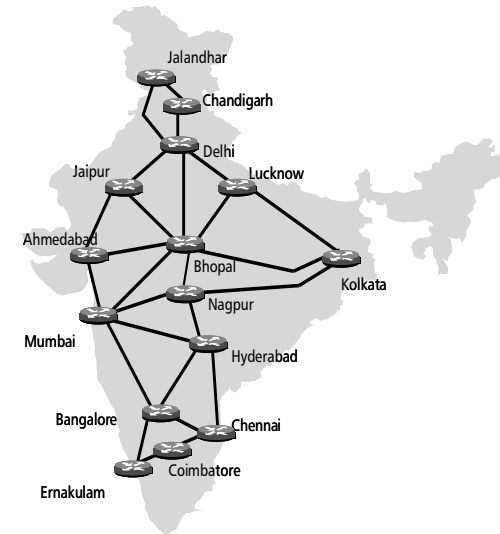 Jalandhar
Chandigarh
Delhi
Jaipur
Lucknow
Ahmedabad
Bhopal
Kolkata
Nagpur
Mumbai
Hyderabad
Bangalore
Chennai
Coimbatore
Ernakulam